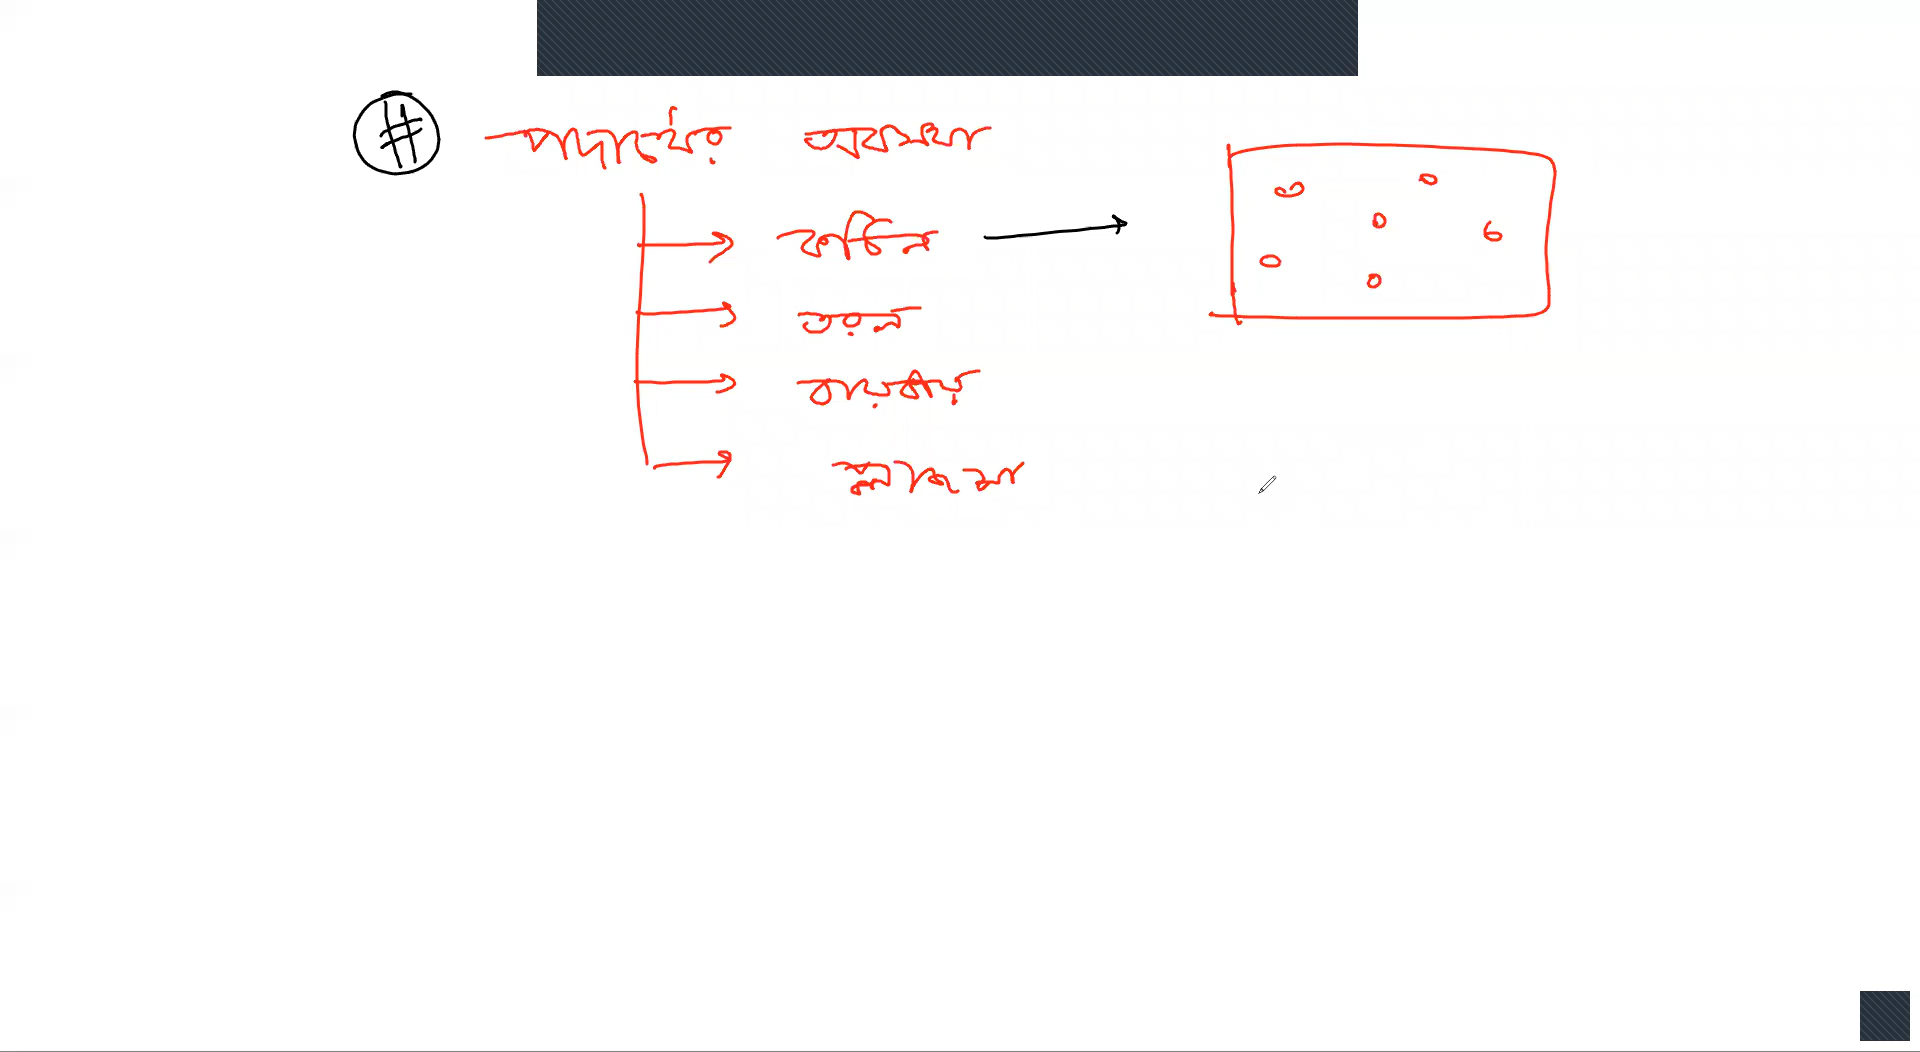 # পদার্থের অবস্থা
কঠিন
তরল
বায়বীয়
প্লাজমা